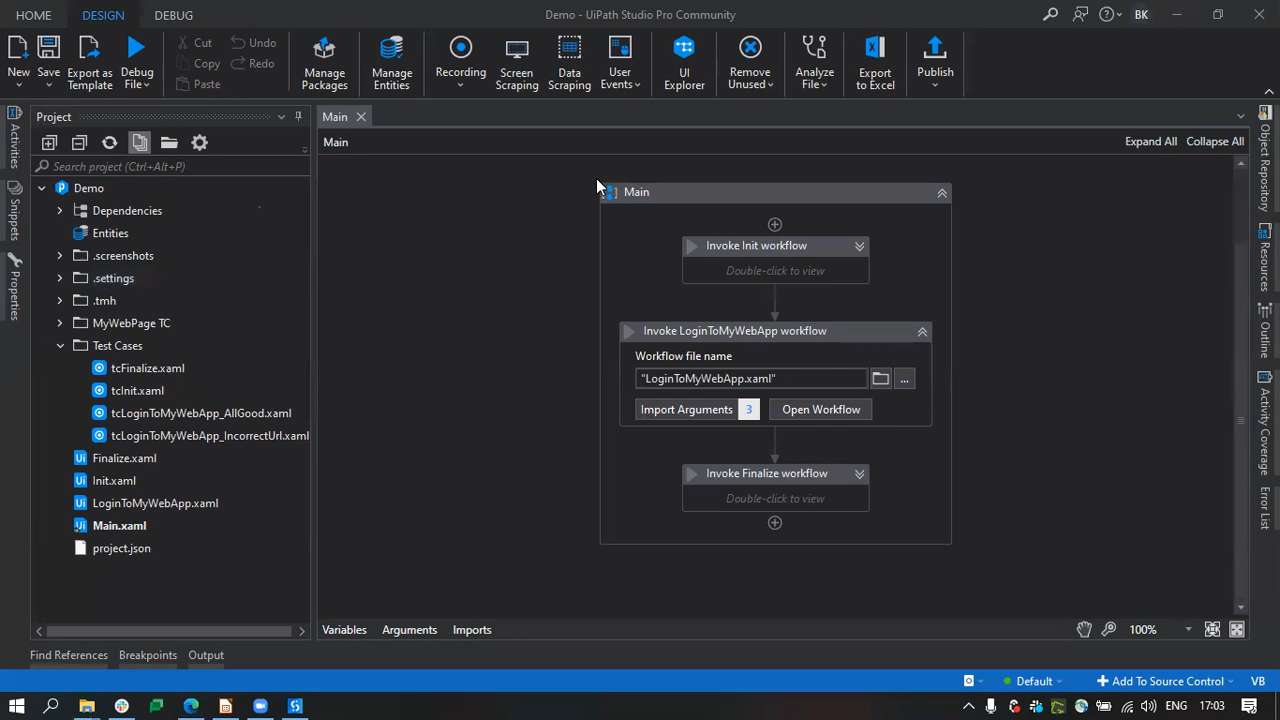 HOME DESIGN DEBUG Demo - UiPath Studio Pro Community BK
New Save Export as Template Debug File Cut Copy Paste Undo Redo Manage Packages Manage Entities Recording Screen Scraping Data Scraping User Events UI Explorer Remove Unused Analyze File Export to Excel Publish
Project
Search project (Ctrl+Alt+P)
Demo
Dependencies
Entities
.screenshots
.settings
.tmh
MyWebPage TC
Test Cases
tcFinalize.xaml
tcInit.xaml
tcLoginToMyWebApp_AllGood.xaml
tcLoginToMyWebApp_IncorrectUrl.xaml
Finalize.xaml
Init.xaml
LoginToMyWebApp.xaml
Main.xaml
project.json
Activities
Snippets
Properties
Main
Main
Expand All Collapse All
Main
Invoke Init workflow
Double-click to view
Invoke LoginToMyWebApp workflow
Workflow file name
"LoginToMyWebApp.xaml"
...
Import Arguments 3 Open Workflow
Invoke Finalize workflow
Double-click to view
Variables Arguments Imports
100%
Object Repository
Resources
Outline
Activity Coverage
Error List
Find References Breakpoints Output
Default Add To Source Control VB
ENG 17:03